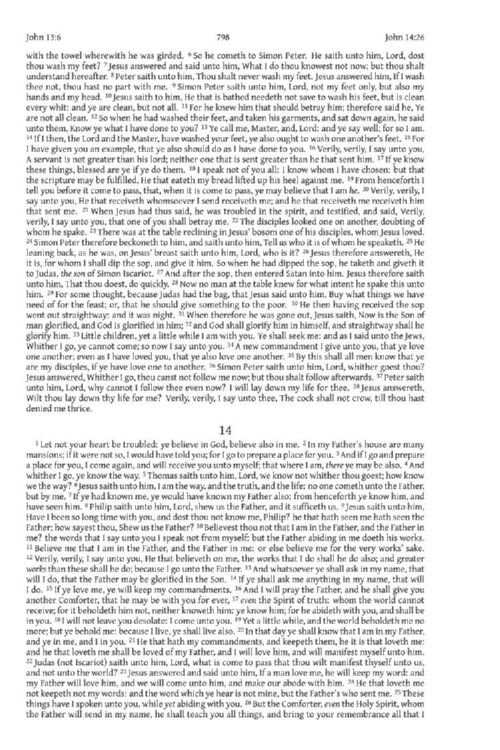 John 13:6 798 John 14:26
with the towel wherewith he was girded. 6 So he cometh to Simon Peter. He saith unto him, Lord, dost
thou wash my feet? 7 Jesus answered and said unto him, What I do thou knowest not now; but thou shalt
understand hereafter. 8 Peter saith unto him, Thou shalt never wash my feet. Jesus answered him, If I wash
thee not, thou hast no part with me. 9 Simon Peter saith unto him, Lord, not my feet only, but also my
hands and my head. 10 Jesus saith to him, He that is bathed needeth not save to wash his feet, but is clean
every whit: and ye are clean, but not all. 11 For he knew him that should betray him; therefore said he, Ye
are not all clean. 12 So when he had washed their feet, and taken his garments, and sat down again, he said
unto them, Know ye what I have done to you? 13 Ye call me, Master, and, Lord: and ye say well; for so I am.
14 If I then, the Lord and the Master, have washed your feet, ye also ought to wash one another's feet. 15 For
I have given you an example, that ye also should do as I have done to you. 16 Verily, verily, I say unto you,
A servant is not greater than his lord; neither one that is sent greater than he that sent him. 17 If ye know
these things, blessed are ye if ye do them. 18 I speak not of you all: I know whom I have chosen: but that
the scripture may be fulfilled, He that eateth my bread lifted up his heel against me. 19 From henceforth I
tell you before it come to pass, that, when it is come to pass, ye may believe that I am he. 20 Verily, verily, I
say unto you, He that receiveth whomsoever I send receiveth me; and he that receiveth me receiveth him
that sent me. 21 When Jesus had thus said, he was troubled in the spirit, and testified, and said, Verily,
verily, I say unto you, that one of you shall betray me. 22 The disciples looked one on another, doubting of
whom he spake. 23 There was at the table reclining in Jesus' bosom one of his disciples, whom Jesus loved.
24 Simon Peter therefore beckoneth to him, and saith unto him, Tell us who it is of whom he speaketh. 25 He
leaning back, as he was, on Jesus' breast saith unto him, Lord, who is it? 26 Jesus therefore answereth, He
it is, for whom I shall dip the sop, and give it him. So when he had dipped the sop, he taketh and giveth it
to Judas, the son of Simon Iscariot. 27 And after the sop, then entered Satan into him. Jesus therefore saith
unto him, That thou doest, do quickly. 28 Now no man at the table knew for what intent he spake this unto
him. 29 For some thought, because Judas had the bag, that Jesus said unto him, Buy what things we have
need of for the feast; or, that he should give something to the poor. 30 He then having received the sop
went out straightway: and it was night. 31 When therefore he was gone out, Jesus saith, Now is the Son of
man glorified, and God is glorified in him; 32 and God shall glorify him in himself, and straightway shall he
glorify him. 33 Little children, yet a little while I am with you. Ye shall seek me: and as I said unto the Jews,
Whither I go, ye cannot come; so now I say unto you. 34 A new commandment I give unto you, that ye love
one another; even as I have loved you, that ye also love one another. 35 By this shall all men know that ye
are my disciples, if ye have love one to another. 36 Simon Peter saith unto him, Lord, whither goest thou?
Jesus answered, Whither I go, thou canst not follow me now; but thou shalt follow afterwards. 37 Peter saith
unto him, Lord, why cannot I follow thee even now? I will lay down my life for thee. 38 Jesus answereth,
Wilt thou lay down thy life for me? Verily, verily, I say unto thee, The cock shall not crow, till thou hast
denied me thrice.
14
1 Let not your heart be troubled: ye believe in God, believe also in me. 2 In my Father's house are many
mansions; if it were not so, I would have told you; for I go to prepare a place for you. 3 And if I go and prepare
a place for you, I come again, and will receive you unto myself; that where I am, there ye may be also. 4 And
whither I go, ye know the way. 5 Thomas saith unto him, Lord, we know not whither thou goest; how know
we the way? 6 Jesus saith unto him, I am the way, and the truth, and the life: no one cometh unto the Father,
but by me. 7 If ye had known me, ye would have known my Father also: from henceforth ye know him, and
have seen him. 8 Philip saith unto him, Lord, shew us the Father, and it sufficeth us. 9 Jesus saith unto him,
Have I been so long time with you, and dost thou not know me, Philip? he that hath seen me hath seen the
Father; how sayest thou, Shew us the Father? 10 Believest thou not that I am in the Father, and the Father in
me? the words that I say unto you I speak not from myself: but the Father abiding in me doeth his works.
11 Believe me that I am in the Father, and the Father in me: or else believe me for the very works' sake.
12 Verily, verily, I say unto you, He that believeth on me, the works that I do shall he do also; and greater
works than these shall he do; because I go unto the Father. 13 And whatsoever ye shall ask in my name, that
will I do, that the Father may be glorified in the Son. 14 If ye shall ask me anything in my name, that will
I do. 15 If ye love me, ye will keep my commandments. 16 And I will pray the Father, and he shall give you
another Comforter, that he may be with you for ever, 17 even the Spirit of truth: whom the world cannot
receive; for it beholdeth him not, neither knoweth him: ye know him; for he abideth with you, and shall be
in you. 18 I will not leave you desolate: I come unto you. 19 Yet a little while, and the world beholdeth me no
more; but ye behold me: because I live, ye shall live also. 20 In that day ye shall know that I am in my Father,
and ye in me, and I in you. 21 He that hath my commandments, and keepeth them, he it is that loveth me:
and he that loveth me shall be loved of my Father, and I will love him, and will manifest myself unto him.
22 Judas (not Iscariot) saith unto him, Lord, what is come to pass that thou wilt manifest thyself unto us,
and not unto the world? 23 Jesus answered and said unto him, If a man love me, he will keep my word: and
my Father will love him, and we will come unto him, and make our abode with him. 24 He that loveth me
not keepeth not my words: and the word which ye hear is not mine, but the Father's who sent me. 25 These
things have I spoken unto you, while yet abiding with you. 26 But the Comforter, even the Holy Spirit, whom
the Father will send in my name, he shall teach you all things, and bring to your remembrance all that I